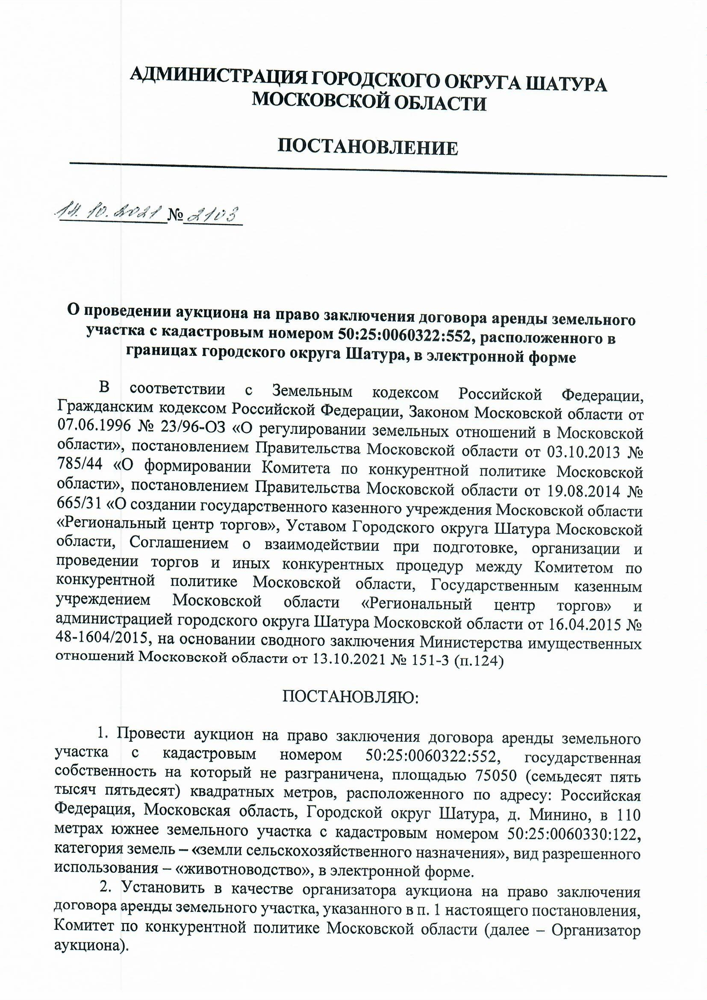 АДМИНИСТРАЦИЯ ГОРОДСКОГО ОКРУГА ШАТУРА
МОСКОВСКОЙ ОБЛАСТИ
ПОСТАНОВЛЕНИЕ
14.10.2021 № 2103
О проведении аукциона на право заключения договора аренды земельного
участка с кадастровым номером 50:25:0060322:552, расположенного в
границах городского округа Шатура, в электронной форме
В соответствии с Земельным кодексом Российской Федерации,
Гражданским кодексом Российской Федерации, Законом Московской области от
07.06.1996 № 23/96-ОЗ «О регулировании земельных отношений в Московской
области», постановлением Правительства Московской области от 03.10.2013 №
785/44 «О формировании Комитета по конкурентной политике Московской
области», постановлением Правительства Московской области от 19.08.2014 №
665/31 «О создании государственного казенного учреждения Московской области
«Региональный центр торгов», Уставом Городского округа Шатура Московской
области, Соглашением о взаимодействии при подготовке, организации и
проведении торгов и иных конкурентных процедур между Комитетом по
конкурентной политике Московской области, Государственным казенным
учреждением Московской области «Региональный центр торгов» и
администрацией городского округа Шатура Московской области от 16.04.2015 №
48-1604/2015, на основании сводного заключения Министерства имущественных
отношений Московской области от 13.10.2021 № 151-З (п.124)
ПОСТАНОВЛЯЮ:
1. Провести аукцион на право заключения договора аренды земельного
участка с кадастровым номером 50:25:0060322:552, государственная
собственность на который не разграничена, площадью 75050 (семьдесят пять
тысяч пятьдесят) квадратных метров, расположенного по адресу: Российская
Федерация, Московская область, Городской округ Шатура, д. Минино, в 110
метрах южнее земельного участка с кадастровым номером 50:25:0060330:122,
категория земель – «земли сельскохозяйственного назначения», вид разрешенного
использования – «животноводство», в электронной форме.
2. Установить в качестве организатора аукциона на право заключения
договора аренды земельного участка, указанного в п. 1 настоящего постановления,
Комитет по конкурентной политике Московской области (далее – Организатор
аукциона).